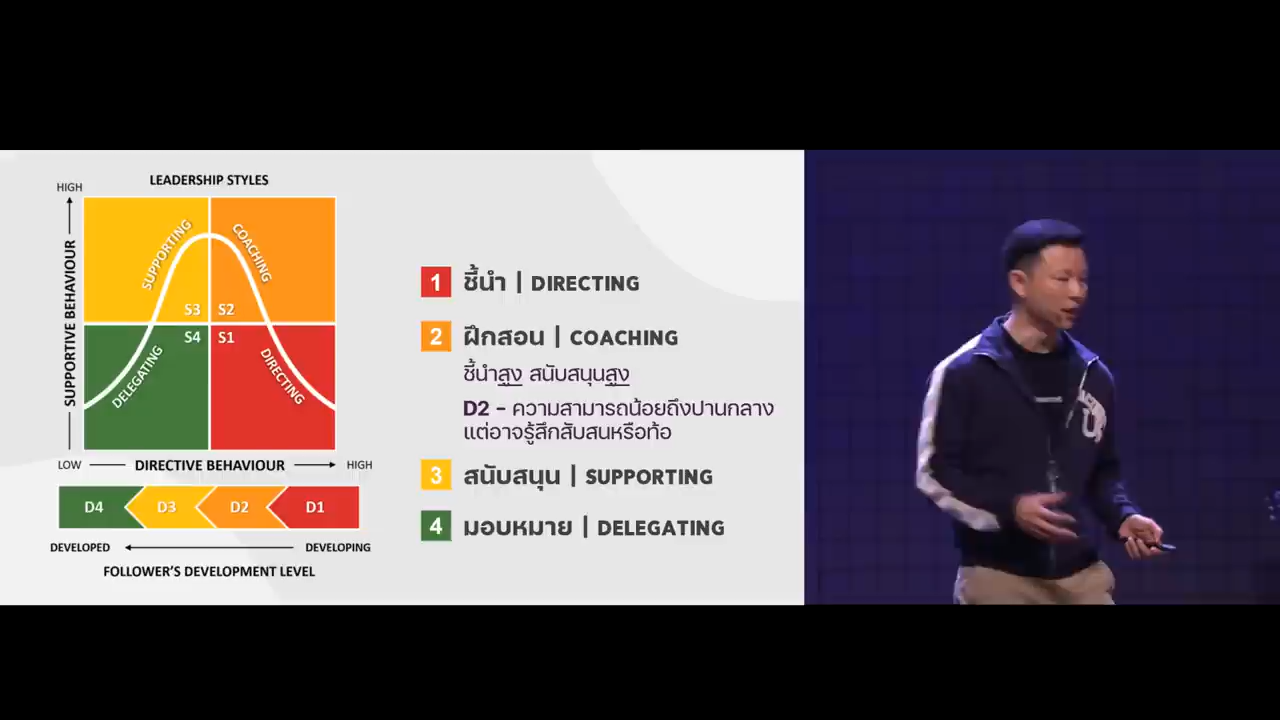 LEADERSHIP STYLES
HIGH
SUPPORTIVE BEHAVIOUR
LOW
SUPPORTING
COACHING
S3
S2
S4
S1
DELEGATING
DIRECTING
DIRECTIVE BEHAVIOUR
HIGH
D4
D3
D2
D1
DEVELOPED
DEVELOPING
FOLLOWER'S DEVELOPMENT LEVEL
1 ชี้นำ | DIRECTING
2 ฝึกสอน | COACHING
ชี้นำสูง สนับสนุนสูง
D2 - ความสามารถน้อยถึงปานกลาง
แต่อาจรู้สึกสับสนหรือท้อ
3 สนับสนุน | SUPPORTING
4 มอบหมาย | DELEGATING